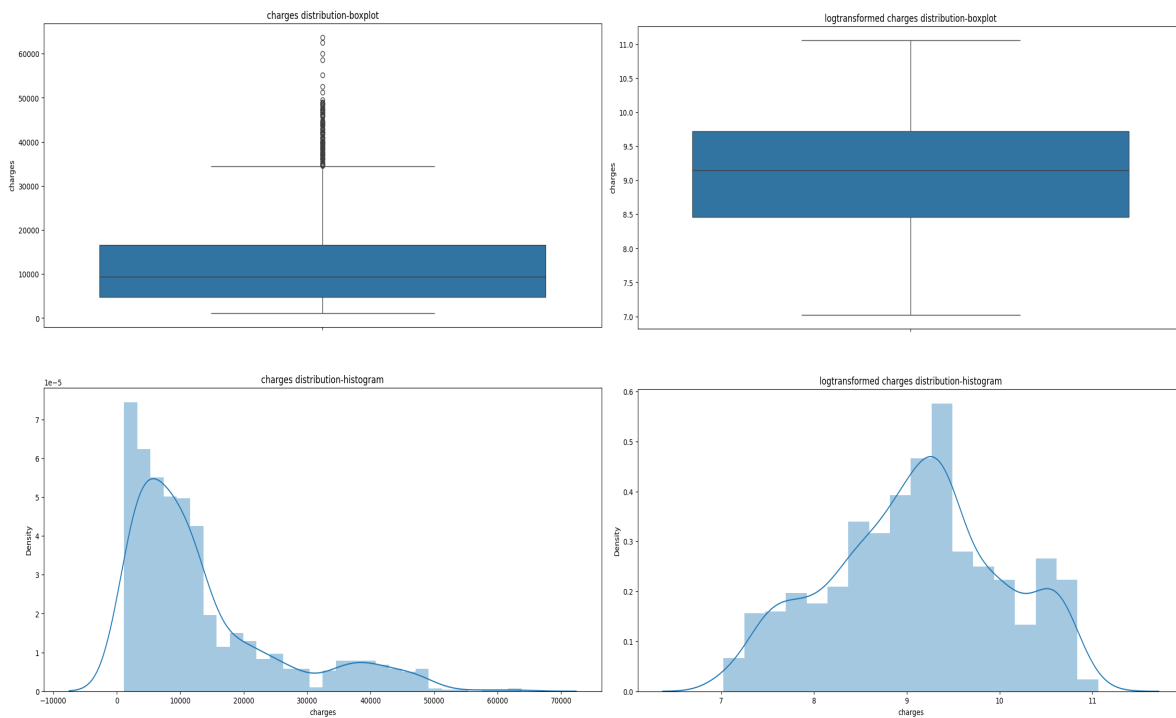 charges distribution-boxplot
60000
50000
40000
30000
20000
10000
0
charges
logtransformed charges distribution-boxplot
11.0
10.5
10.0
9.5
9.0
8.5
8.0
7.5
7.0
charges
charges distribution-histogram
1e−5
7
6
5
4
3
2
1
0
Density
−10000 0 10000 20000 30000 40000 50000 60000 70000
charges
logtransformed charges distribution-histogram
0.6
0.5
0.4
0.3
0.2
0.1
0.0
Density
7 8 9 10 11
charges